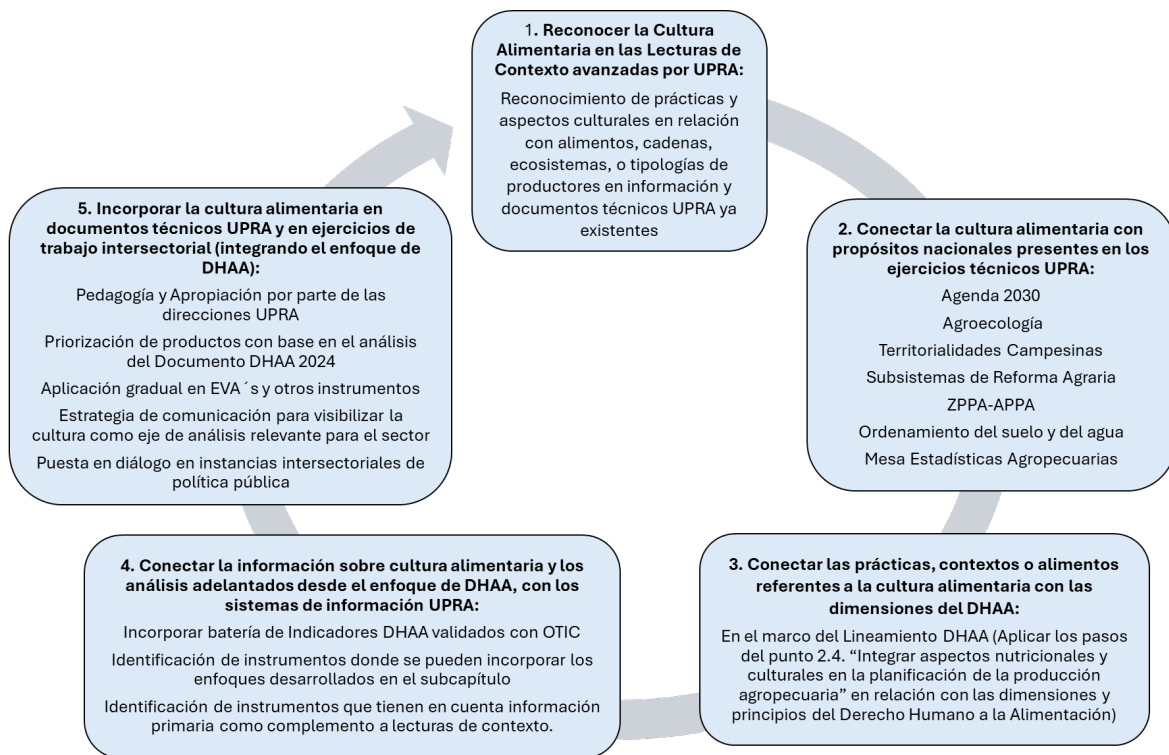 1. Reconocer la Cultura
Alimentaria en las Lecturas de
Contexto avanzadas por UPRA:
Reconocimiento de prácticas y
aspectos culturales en relación
con alimentos, cadenas,
ecosistemas, o tipologías de
productores en información y
documentos técnicos UPRA ya
existentes
2. Conectar la cultura alimentaria con
propósitos nacionales presentes en los
ejercicios técnicos UPRA:
Agenda 2030
Agroecología
Territorialidades Campesinas
Subsistemas de Reforma Agraria
ZPPA-APPA
Ordenamiento del suelo y del agua
Mesa Estadísticas Agropecuarias
3. Conectar las prácticas, contextos o alimentos
referentes a la cultura alimentaria con las
dimensiones del DHAA:
En el marco del Lineamiento DHAA (Aplicar los pasos
del punto 2.4. “Integrar aspectos nutricionales y
culturales en la planificación de la producción
agropecuaria” en relación con las dimensiones y
principios del Derecho Humano a la Alimentación)
4. Conectar la información sobre cultura alimentaria y los
análisis adelantados desde el enfoque de DHAA, con los
sistemas de información UPRA:
Incorporar batería de Indicadores DHAA validados con OTIC
Identificación de instrumentos donde se pueden incorporar los
enfoques desarrollados en el subcapítulo
Identificación de instrumentos que tienen en cuenta información
primaria como complemento a lecturas de contexto.
5. Incorporar la cultura alimentaria en
documentos técnicos UPRA y en ejercicios de
trabajo intersectorial (integrando el enfoque de
DHAA):
Pedagogía y Apropiación por parte de las
direcciones UPRA
Priorización de productos con base en el análisis
del Documento DHAA 2024
Aplicación gradual en EVA ´s y otros instrumentos
Estrategia de comunicación para visibilizar la
cultura como eje de análisis relevante para el sector
Puesta en diálogo en instancias intersectoriales de
política pública